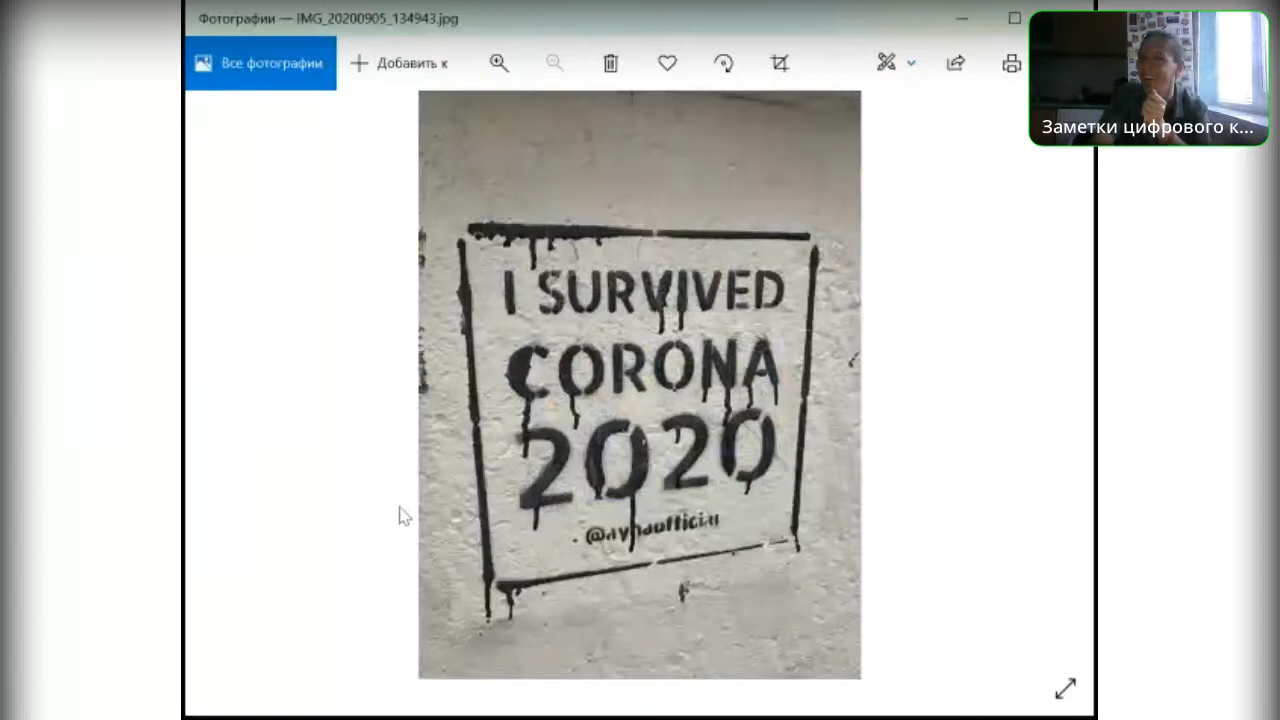 Фотографии — IMG_20200905_134943.jpg
Все фотографии
Добавить к
Заметки цифрового к...
I SURVIVED
CORONA
2020